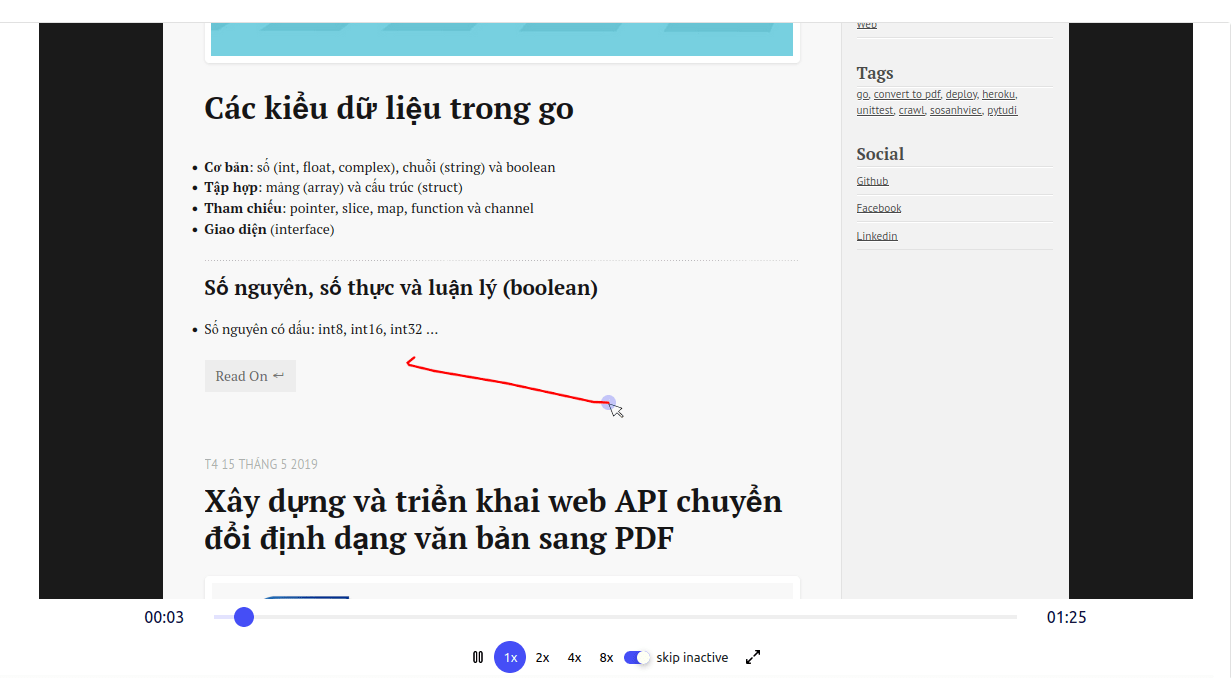 Web
Tags
go, convert to pdf, deploy, heroku,
unittest, crawl, sosanhviec, pytudi
Social
Github
Facebook
Linkedin
Các kiểu dữ liệu trong go
Cơ bản: số (int, float, complex), chuỗi (string) và boolean
Tập hợp: mảng (array) và cấu trúc (struct)
Tham chiếu: pointer, slice, map, function và channel
Giao diện (interface)
Số nguyên, số thực và luận lý (boolean)
Số nguyên có dấu: int8, int16, int32 …
Read On ↩
T4 15 THÁNG 5 2019
Xây dựng và triển khai web API chuyển
đổi định dạng văn bản sang PDF
00:03
01:25
1x 2x 4x 8x skip inactive